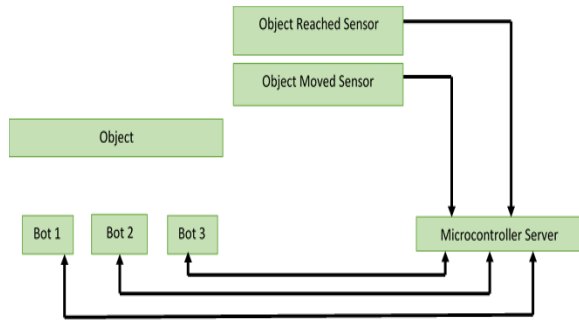 Object Reached Sensor
Object Moved Sensor
Object
Bot 1
Bot 2
Bot 3
Microcontroller Server